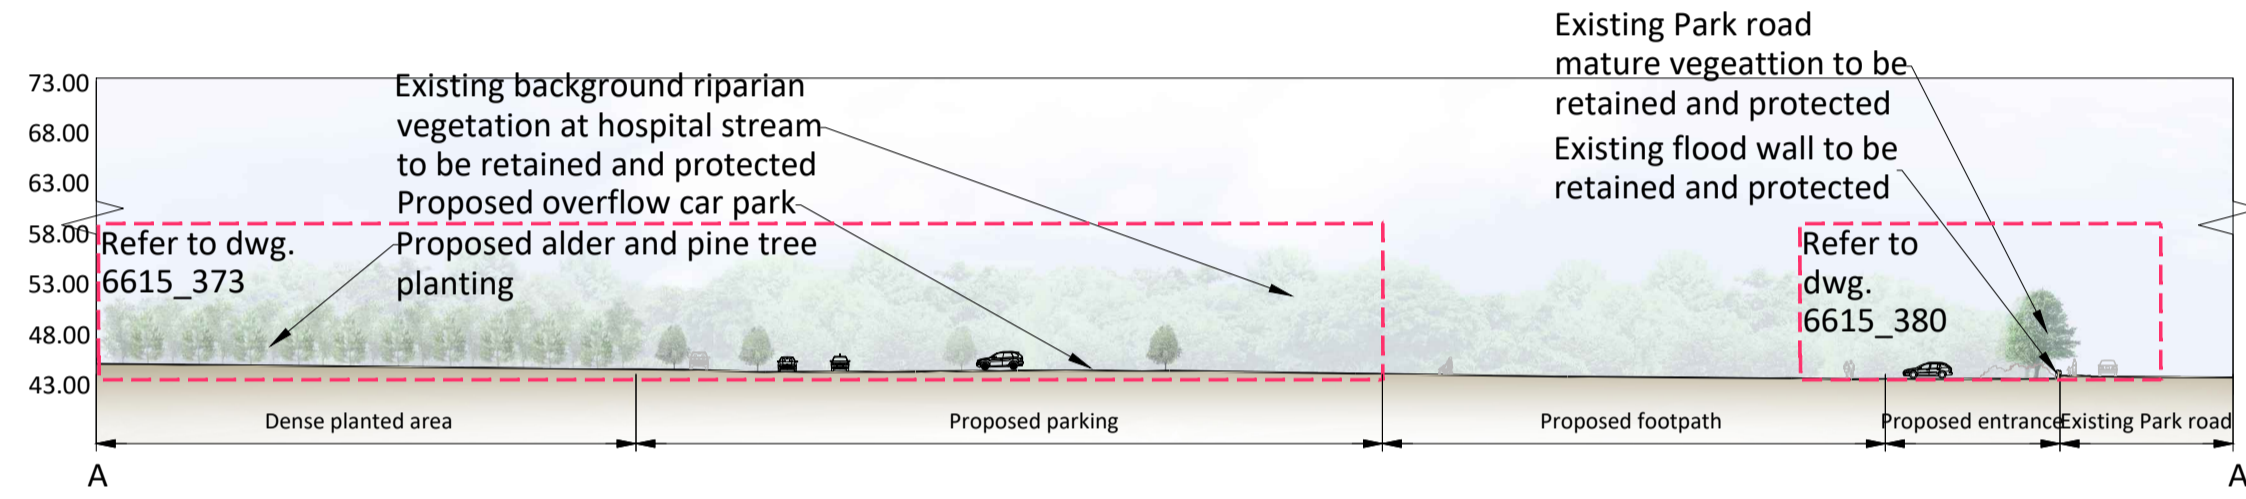 73.00
68.00
63.00
58.00
53.00
48.00
43.00
Existing background riparian
vegetation at hospital stream
to be retained and protected
Proposed overflow car park
Proposed alder and pine tree
planting
Refer to dwg.
6615_373
Existing Park road
mature vegeattion to be
retained and protected
Existing flood wall to be
retained and protected
Refer to
dwg.
6615_380
Dense planted area
Proposed parking
Proposed footpath
Proposed entrance
Existing Park road
A
A